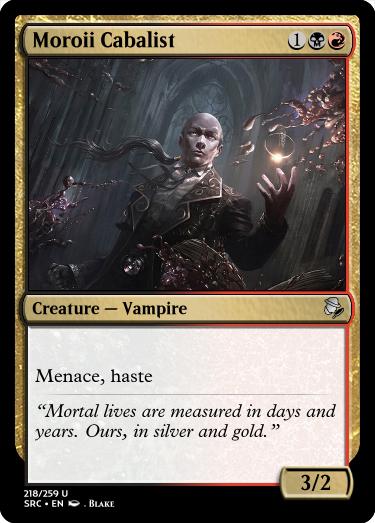 Moroii Cabalist 1
Creature — Vampire
Menace, haste
“Mortal lives are measured in days and
years. Ours, in silver and gold.”
3/2
218/259 U
SRC • EN . BLAKE